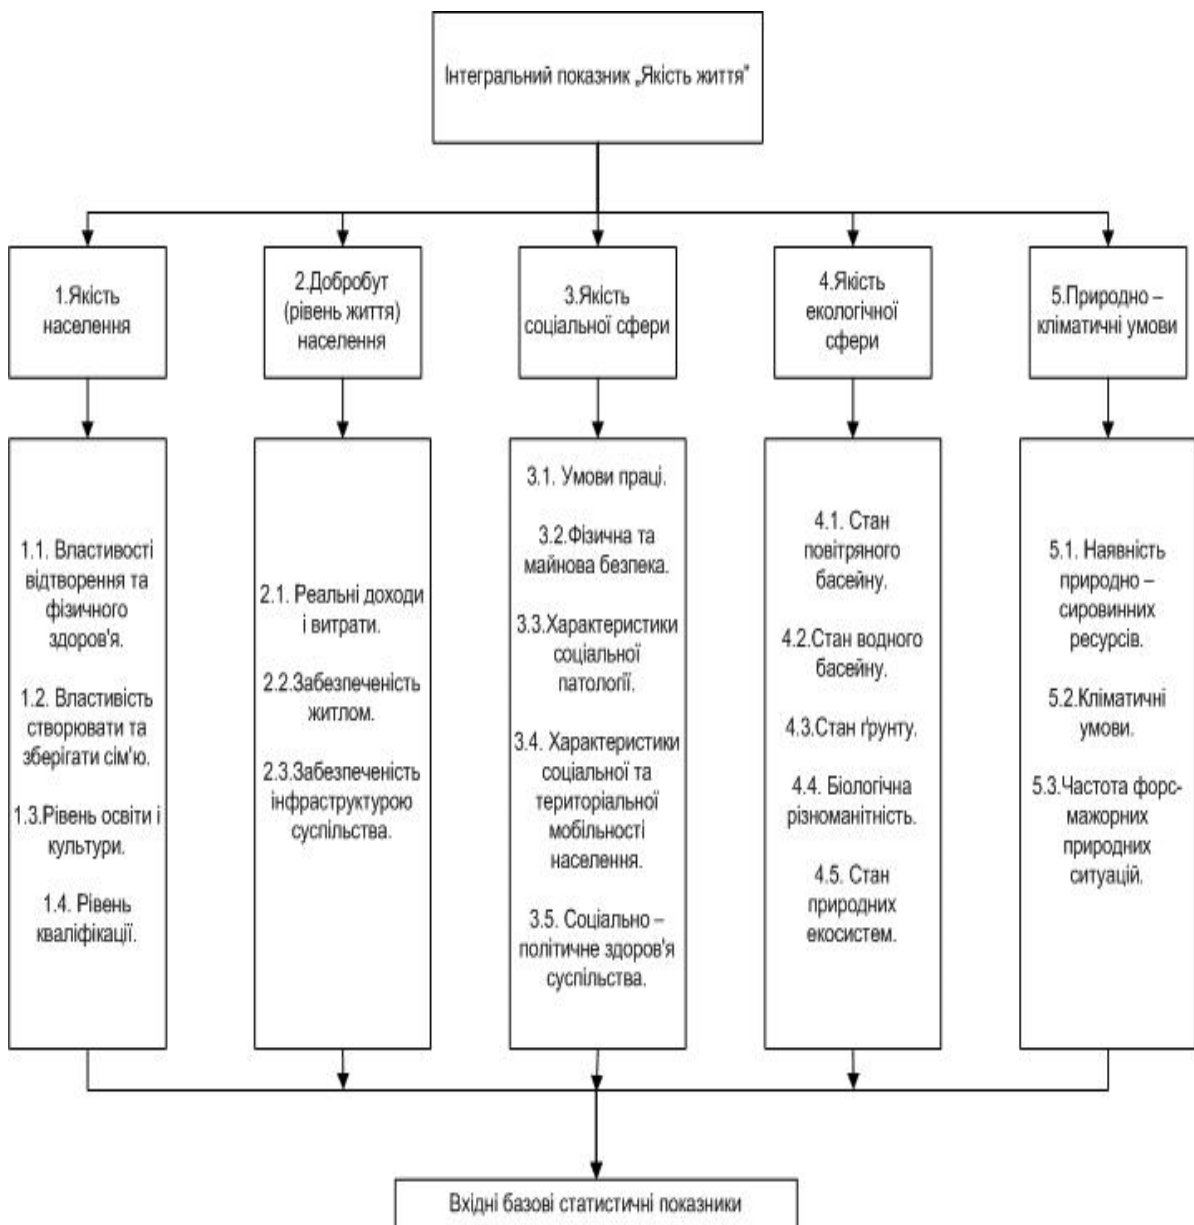 Інтегральний показник „Якість життя"
1.Якість
населення
2.Добробут
(рівень життя)
населення
3.Якість
соціальної сфери
4.Якість
екологічної
сфери
5.Природно –
кліматичні умови
1.1. Властивості
відтворення та
фізичного
здоров'я.
1.2. Властивість
створювати та
зберігати сім'ю.
1.3.Рівень освіти і
культури.
1.4. Рівень
кваліфікації.
2.1. Реальні доходи
і витрати.
2.2.Забезпеченість
житлом.
2.3.Забезпеченість
інфраструктурою
суспільства.
3.1. Умови праці.
3.2.Фізична та
майнова безпека.
3.3.Характеристики
соціальної
патології.
3.4. Характеристики
соціальної та
територіальної
мобільності
населення.
3.5. Соціально –
політичне здоров'я
суспільства.
4.1. Стан
повітряного
басейну.
4.2.Стан водного
басейну.
4.3.Стан ґрунту.
4.4. Біологічна
різноманітність.
4.5. Стан
природних
екосистем.
5.1. Наявність
природно –
сировинних
ресурсів.
5.2.Кліматичні
умови.
5.3.Частота форс-
мажорних
природних
ситуацій.
Вхідні базові статистичні показники